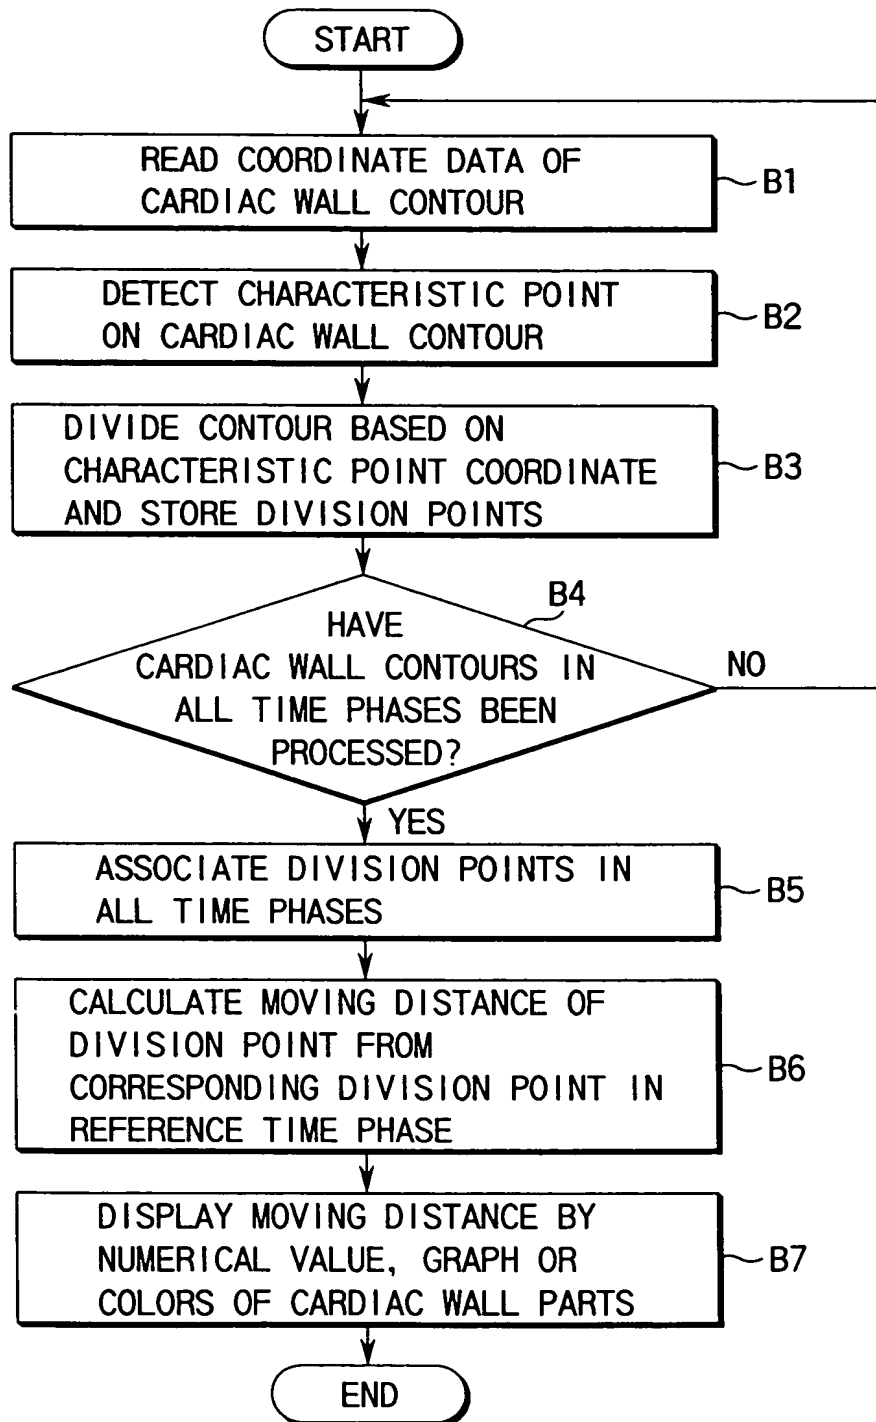 START
READ COORDINATE DATA OF
CARDIAC WALL CONTOUR
B1
DETECT CHARACTERISTIC POINT
ON CARDIAC WALL CONTOUR
B2
DIVIDE CONTOUR BASED ON
CHARACTERISTIC POINT COORDINATE
AND STORE DIVISION POINTS
B3
B4
HAVE
CARDIAC WALL CONTOURS IN
ALL TIME PHASES BEEN
PROCESSED?
NO
YES
ASSOCIATE DIVISION POINTS IN
ALL TIME PHASES
B5
CALCULATE MOVING DISTANCE OF
DIVISION POINT FROM
CORRESPONDING DIVISION POINT IN
REFERENCE TIME PHASE
B6
DISPLAY MOVING DISTANCE BY
NUMERICAL VALUE, GRAPH OR
COLORS OF CARDIAC WALL PARTS
B7
END